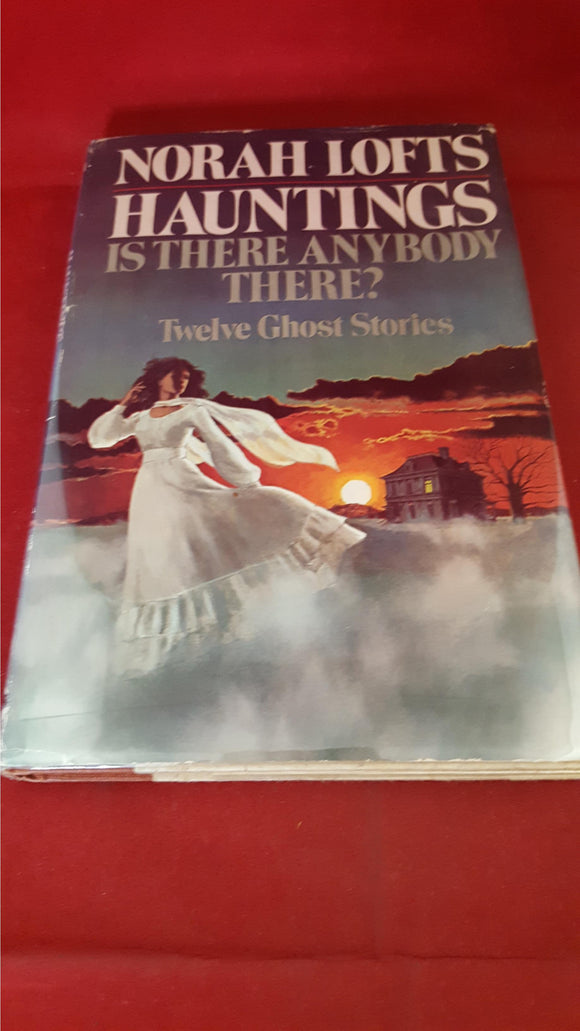 NORAH LOFTS
HAUNTINGS
IS THERE ANYBODY
THERE?
Twelve Ghost Stories